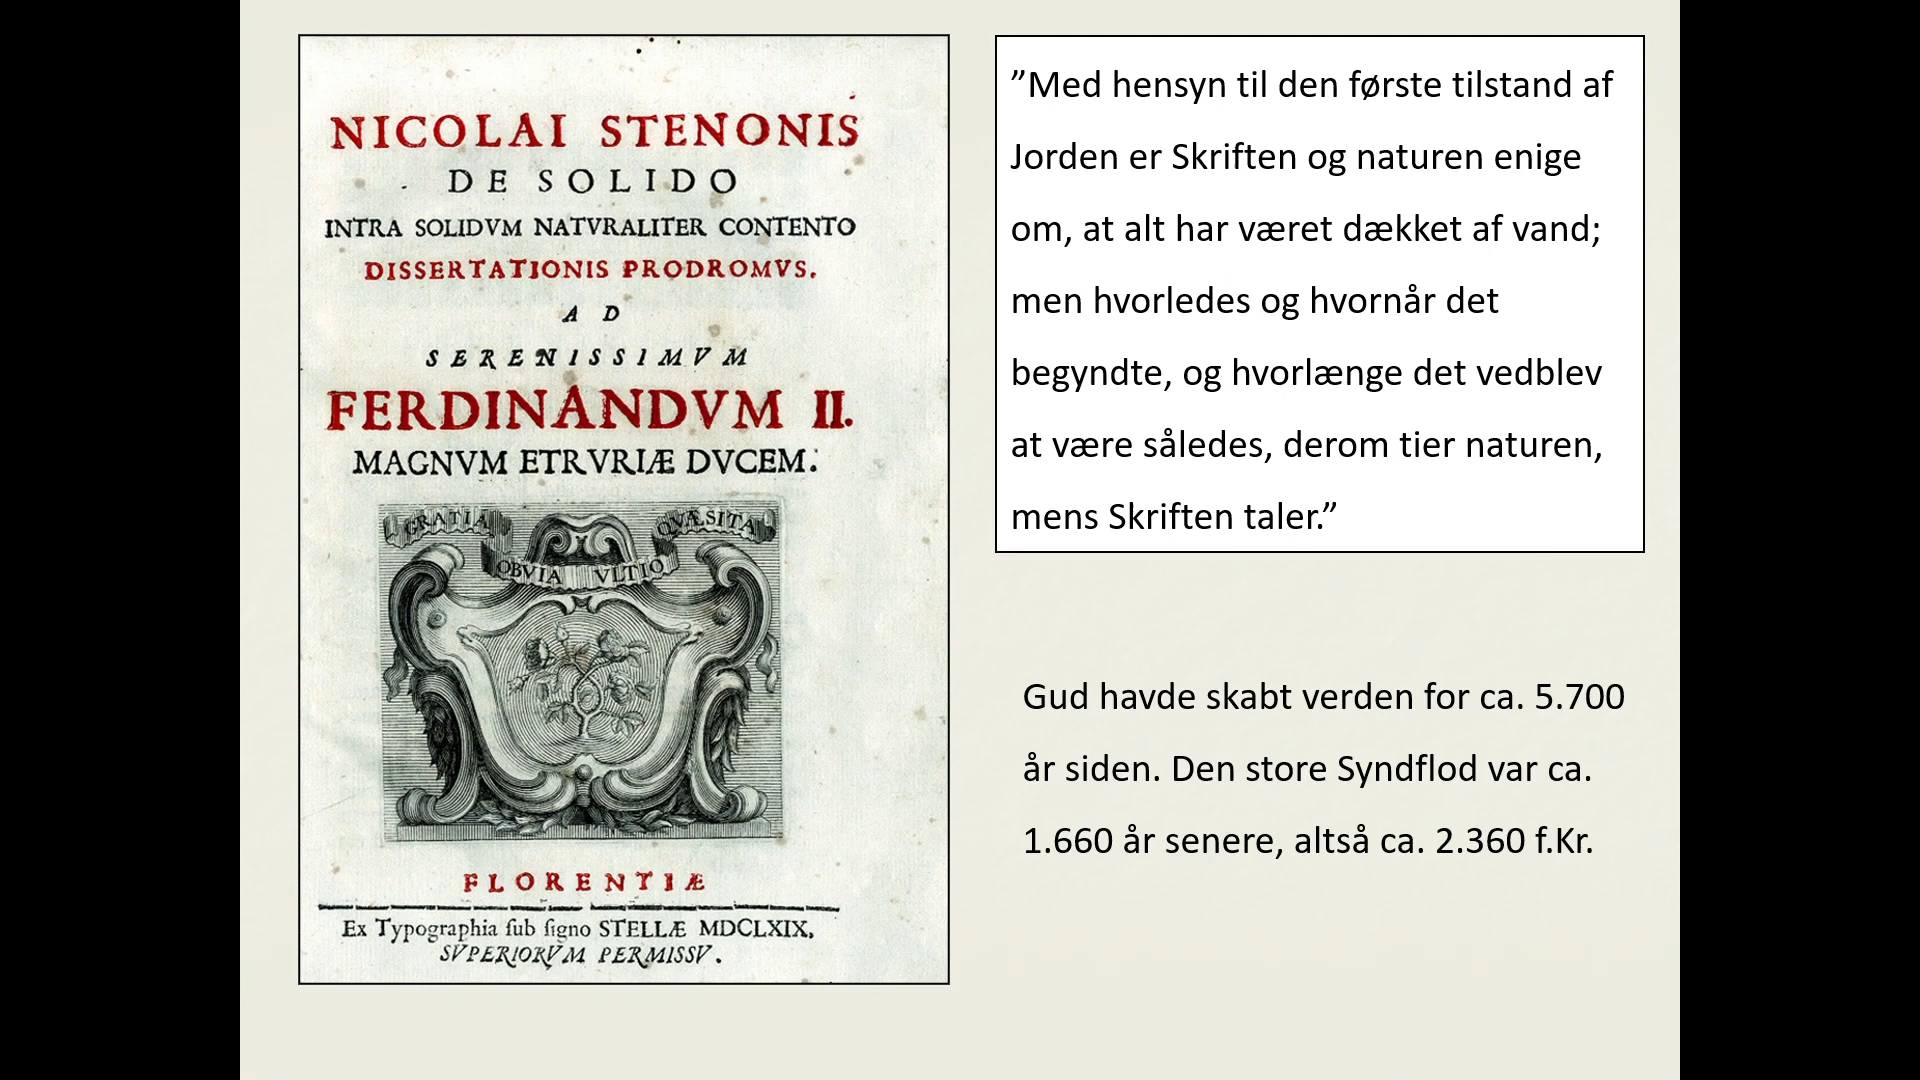 NICOLAI STENONIS
DE SOLIDO
INTRA SOLIDVM NATVRALITER CONTENTO
DISSERTATIONIS PRODROMVS.
AD
SERENISSIMVM
FERDINANDVM II.
MAGNVM ETRVRIÆ DVCEM.
GRATIA
QVÆSITA
OBVIA VLTIO
FLORENTIÆ
Ex Typographia ſub ſigno STELLÆ MDCLXIX.
SVPERIORVM PERMISSV.
”Med hensyn til den første tilstand af
Jorden er Skriften og naturen enige
om, at alt har været dækket af vand;
men hvorledes og hvornår det
begyndte, og hvorlænge det vedblev
at være således, derom tier naturen,
mens Skriften taler.”
Gud havde skabt verden for ca. 5.700
år siden. Den store Syndflod var ca.
1.660 år senere, altså ca. 2.360 f.Kr.